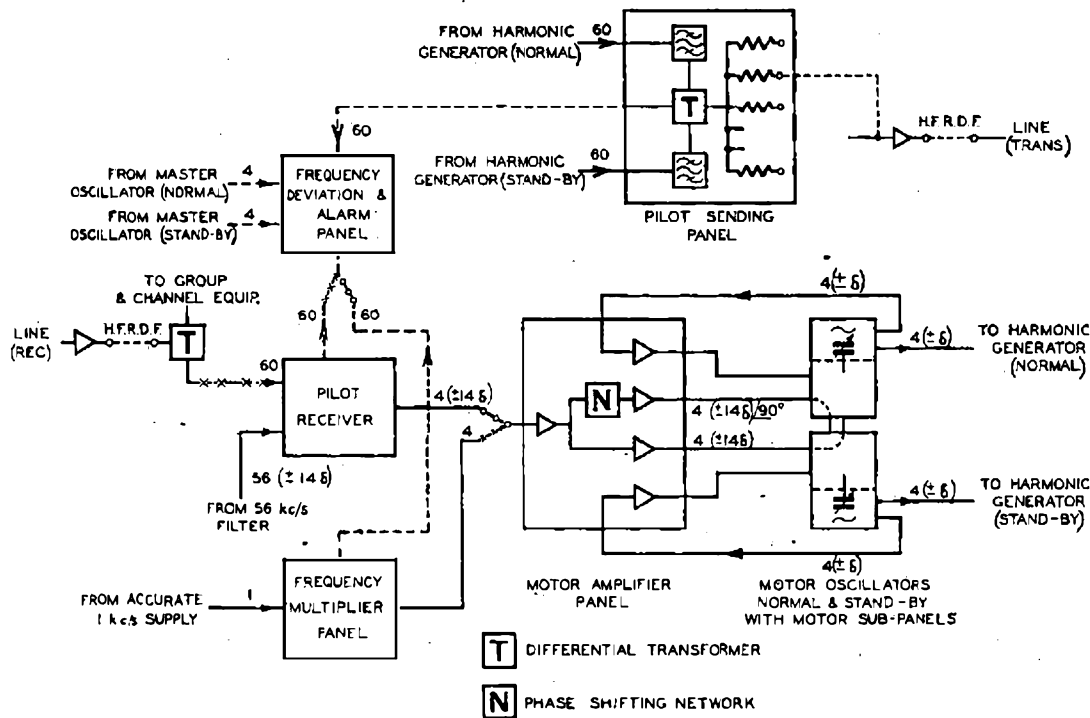 FROM HARMONIC
GENERATOR (NORMAL)
60
FROM HARMONIC
GENERATOR (STAND-BY)
60
T
PILOT SENDING
PANEL
H.F.R.D.F.
LINE
(TRANS)
60
FROM MASTER
OSCILLATOR (NORMAL)
4
FROM MASTER
OSCILLATOR (STAND-BY)
4
FREQUENCY
DEVIATION &
ALARM
PANEL
TO GROUP
& CHANNEL EQUIP.
LINE
(REC)
H.F.R.D.F.
T
60
60
60
PILOT
RECEIVER
56 (± 14 δ)
FROM 56 kc/s
FILTER
4 (±14 δ)
4
FROM ACCURATE
1 kc/s SUPPLY
1
FREQUENCY
MULTIPLIER
PANEL
N
MOTOR AMPLIFIER
PANEL
4 (± δ)
4 (±14 δ)/90°
4 (±14δ)
4(± δ)
MOTOR OSCILLATORS
NORMAL & STAND-BY
WITH MOTOR SUB-PANELS
4(± δ)
TO HARMONIC
GENERATOR
(NORMAL)
4(± δ)
TO HARMONIC
GENERATOR
(STAND-BY)
T DIFFERENTIAL TRANSFORMER
N PHASE SHIFTING NETWORK